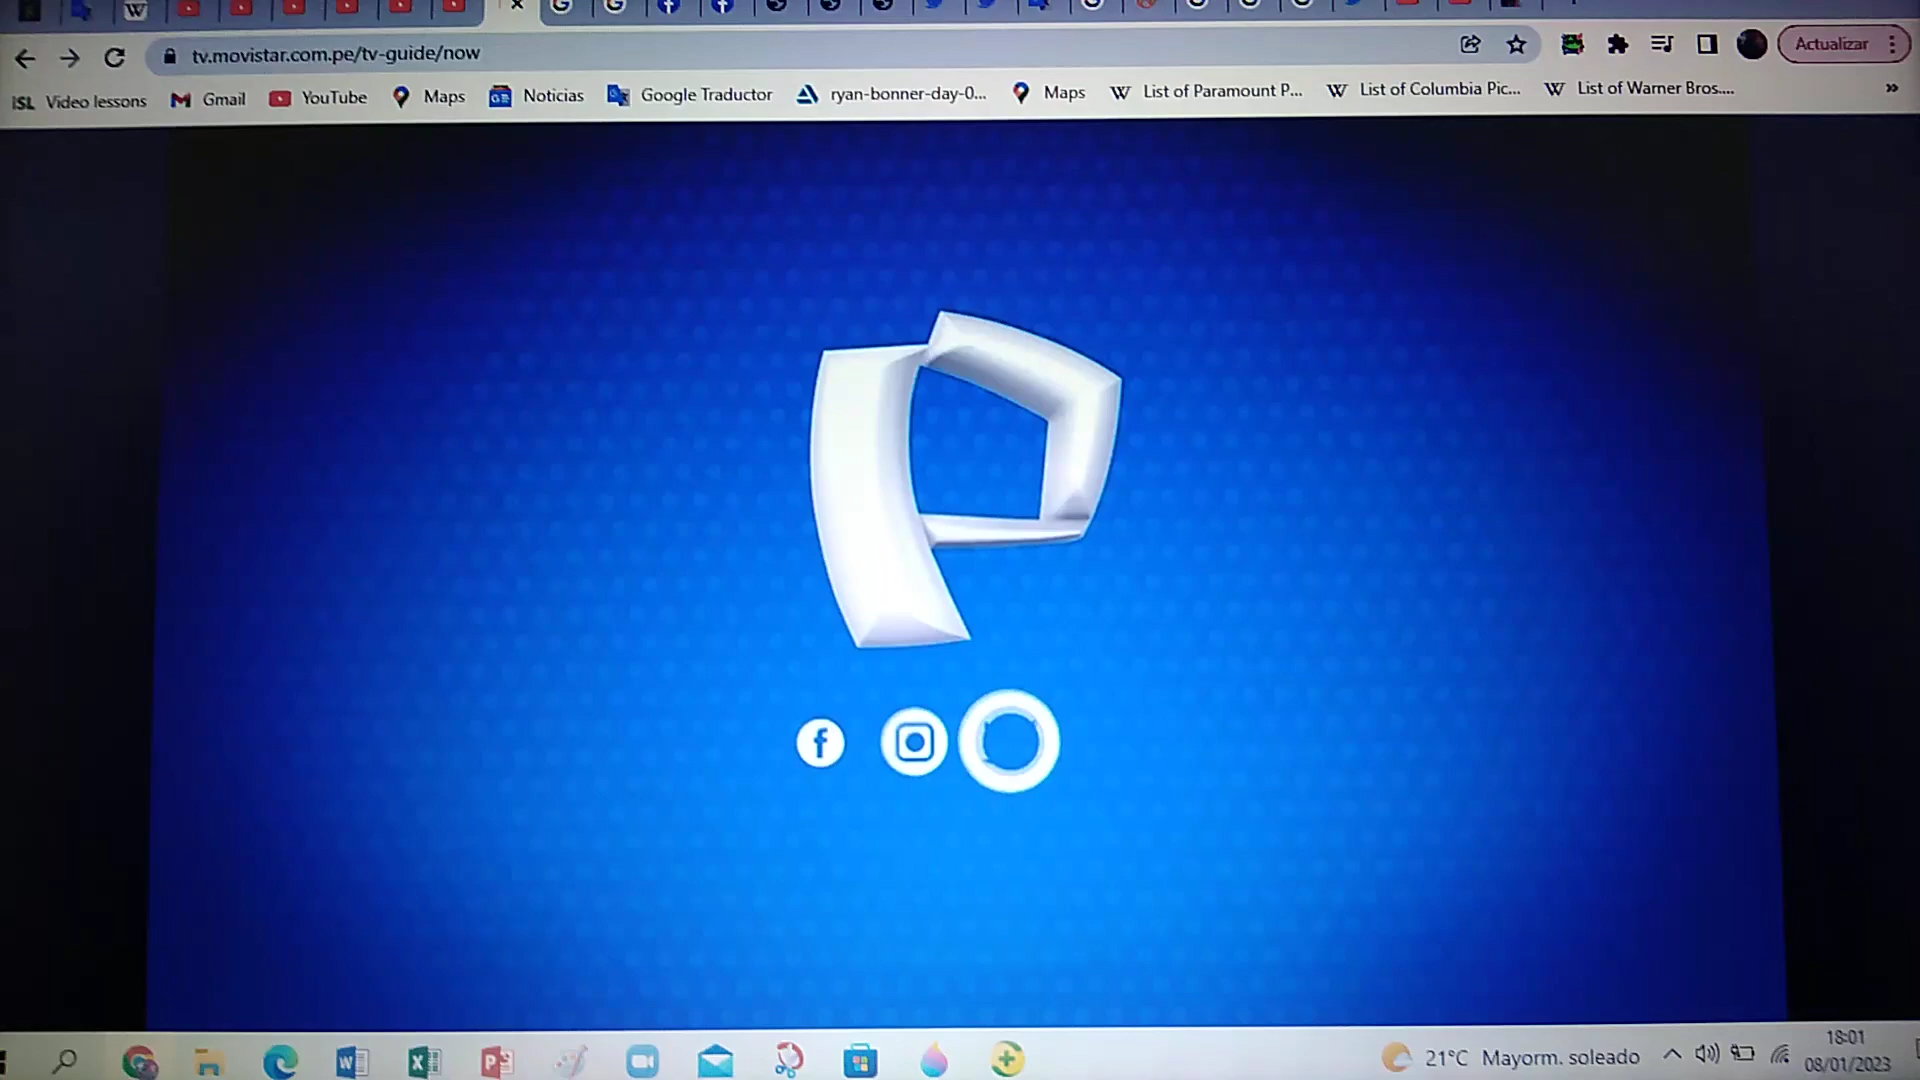 tv.movistar.com.pe/tv-guide/now
Actualizar
ISL Video lessons
Gmail
YouTube
Maps
Noticias
Google Traductor
ryan-bonner-day-0...
Maps
W List of Paramount P...
W List of Columbia Pic...
W List of Warner Bros....
»
P
f
21°C Mayorm. soleado
18:01
08/01/2023